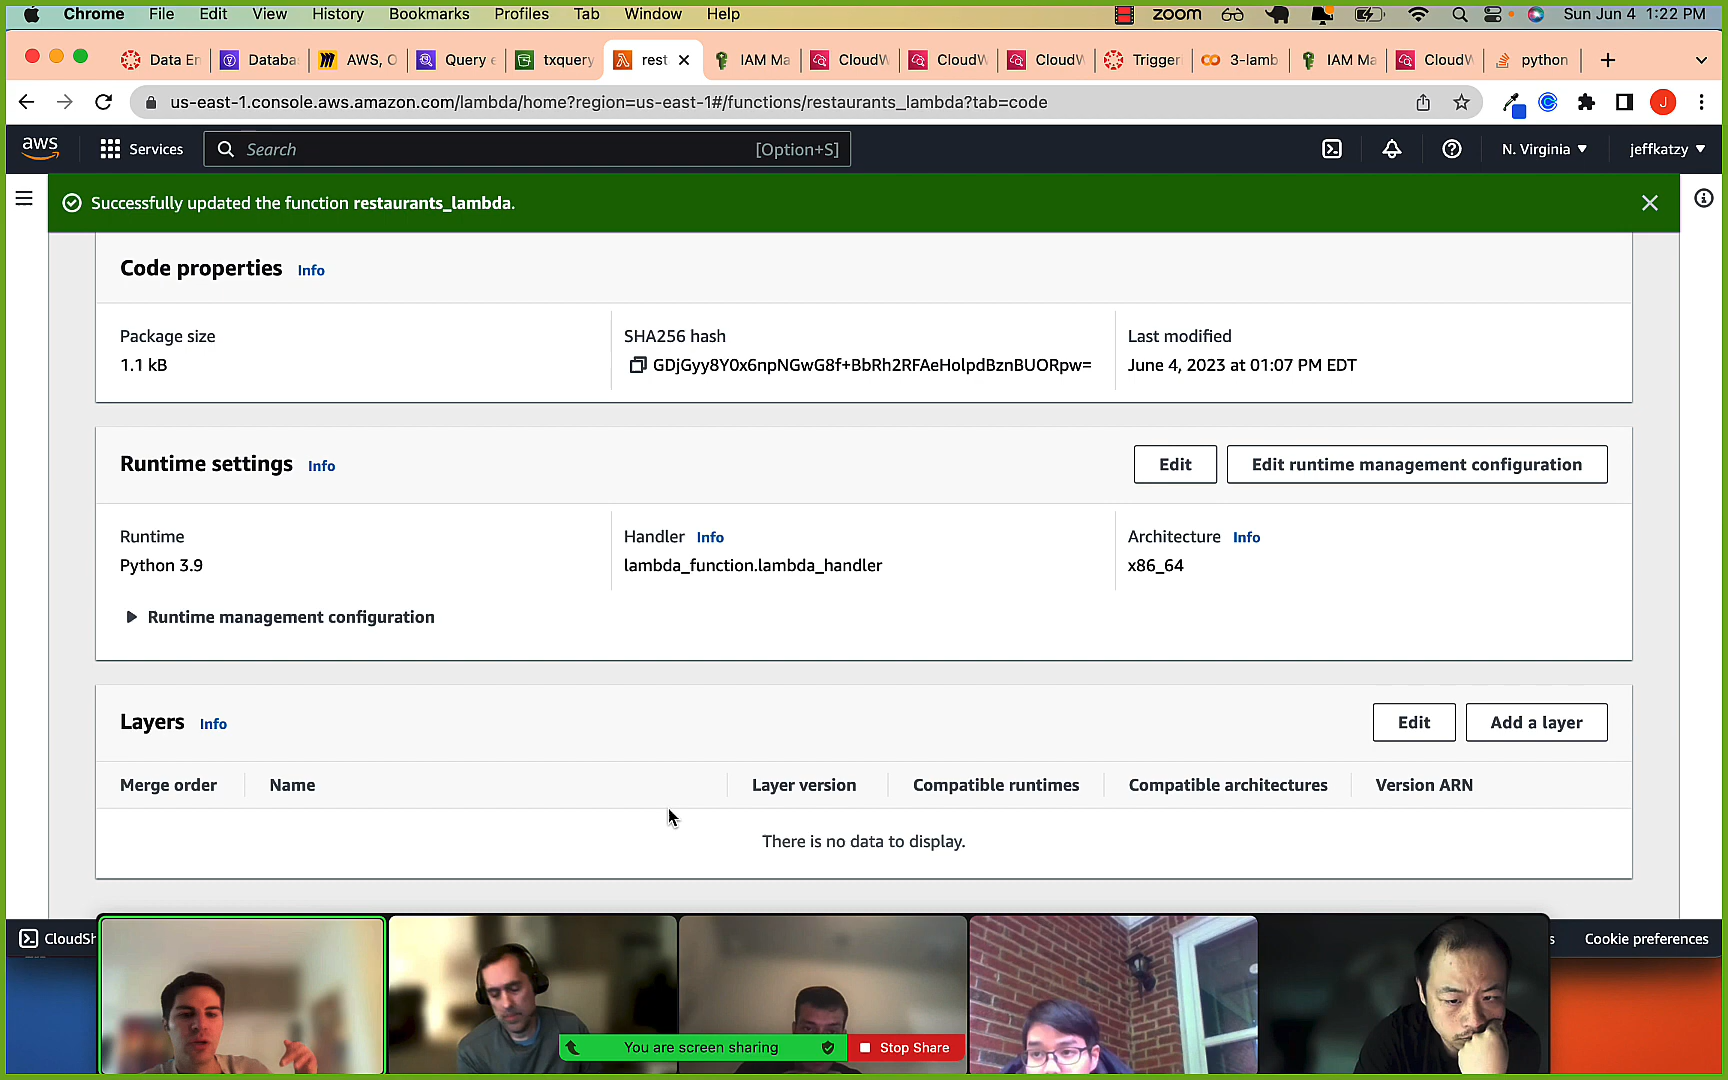 Chrome File Edit View History Bookmarks Profiles Tab Window Help zoom Sun Jun 4 1:22 PM
Data En Databa AWS, O Query e txquery rest IAM Ma CloudW CloudW CloudW Trigger 3-lamb IAM Ma CloudW python
us-east-1.console.aws.amazon.com/lambda/home?region=us-east-1#/functions/restaurants_lambda?tab=code J
aws Services Search [Option+S] N. Virginia jeffkatzy
Successfully updated the function restaurants_lambda.
Code properties Info
Package size SHA256 hash Last modified
1.1 kB GDjGyy8Y0x6npNGwG8f+BbRh2RFAeHolpdBznBUORpw= June 4, 2023 at 01:07 PM EDT
Runtime settings Info Edit Edit runtime management configuration
Runtime Handler Info Architecture Info
Python 3.9 lambda_function.lambda_handler x86_64
Runtime management configuration
Layers Info Edit Add a layer
Merge order Name Layer version Compatible runtimes Compatible architectures Version ARN
There is no data to display.
CloudSh s Cookie preferences
You are screen sharing Stop Share